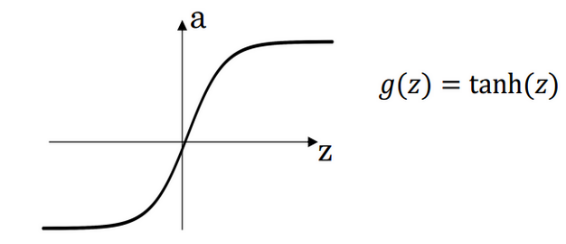 a
g(z) = tanh(z)
z